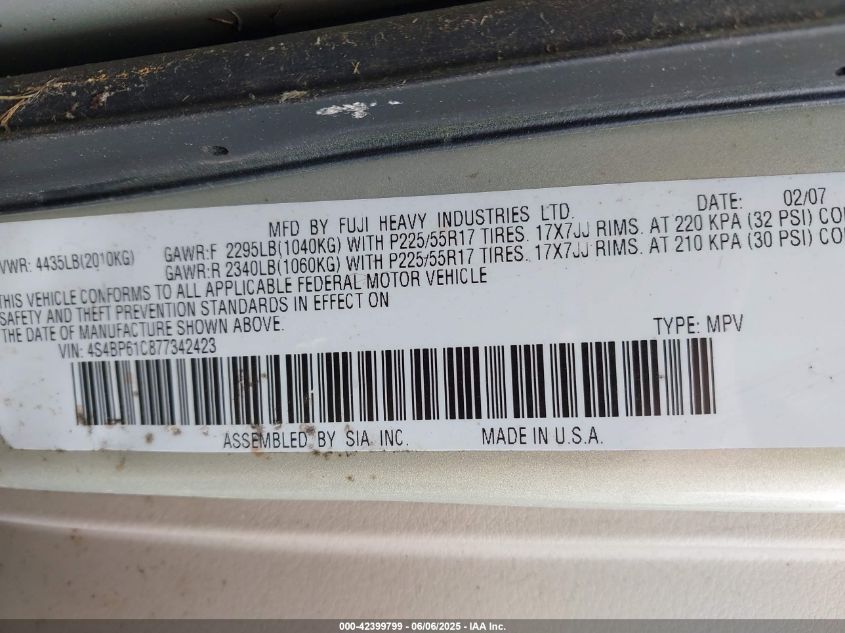 MFD BY FUJI HEAVY INDUSTRIES LTD. DATE: 02/07
VWR: 4435LB(2010KG) GAWR:F 2295LB(1040KG) WITH P225/55R17 TIRES. 17X7JJ RIMS. AT 220 KPA (32 PSI)
GAWR:R 2340LB(1060KG) WITH P225/55R17 TIRES. 17X7JJ RIMS. AT 210 KPA (30 PSI)
THIS VEHICLE CONFORMS TO ALL APPLICABLE FEDERAL MOTOR VEHICLE
SAFETY AND THEFT PREVENTION STANDARDS IN EFFECT ON
THE DATE OF MANUFACTURE SHOWN ABOVE.
VIN: 4S4BP61C877342423 TYPE: MPV
ASSEMBLED BY SIA INC. MADE IN U.S.A.
000-42399799 - 06/06/2025 - IAA Inc.